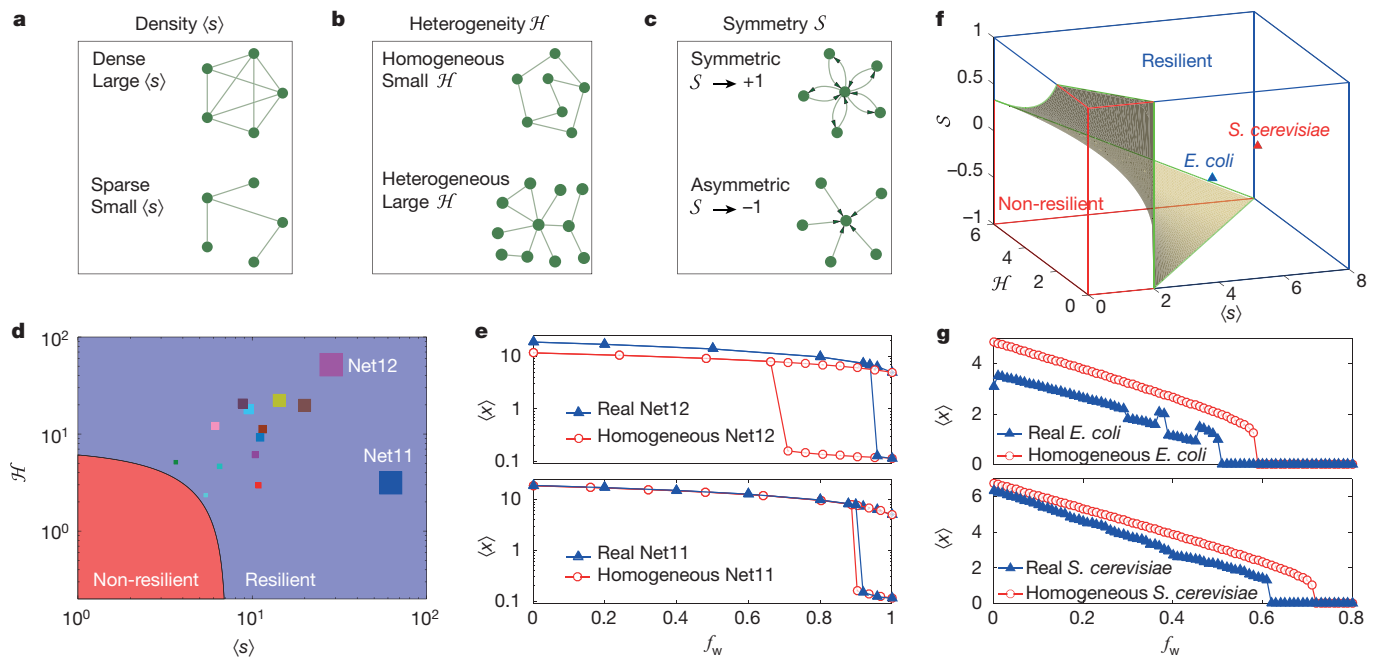 a
Density ⟨s⟩
Dense
Large ⟨s⟩
Sparse
Small ⟨s⟩
b
Heterogeneity ℋ
Homogeneous
Small ℋ
Heterogeneous
Large ℋ
c
Symmetry 𝒮
Symmetric
𝒮 → +1
Asymmetric
𝒮 → −1
f
1
0.5
0
−0.5
−1
𝒮
Resilient
S. cerevisiae
E. coli
Non-resilient
6
4
2
0
ℋ
0
2
4
6
8
⟨s⟩
d
10²
10¹
10⁰
ℋ
Net12
Net11
Non-resilient
Resilient
10⁰
10¹
10²
⟨s⟩
e
10
1
0.1
⟨x⟩
Real Net12
Homogeneous Net12
10
1
0.1
⟨x⟩
Real Net11
Homogeneous Net11
0
0.2
0.4
0.6
0.8
1
f_w
g
4
2
0
⟨x⟩
Real E. coli
Homogeneous E. coli
6
4
2
0
⟨x⟩
Real S. cerevisiae
Homogeneous S. cerevisiae
0
0.2
0.4
0.6
0.8
f_w